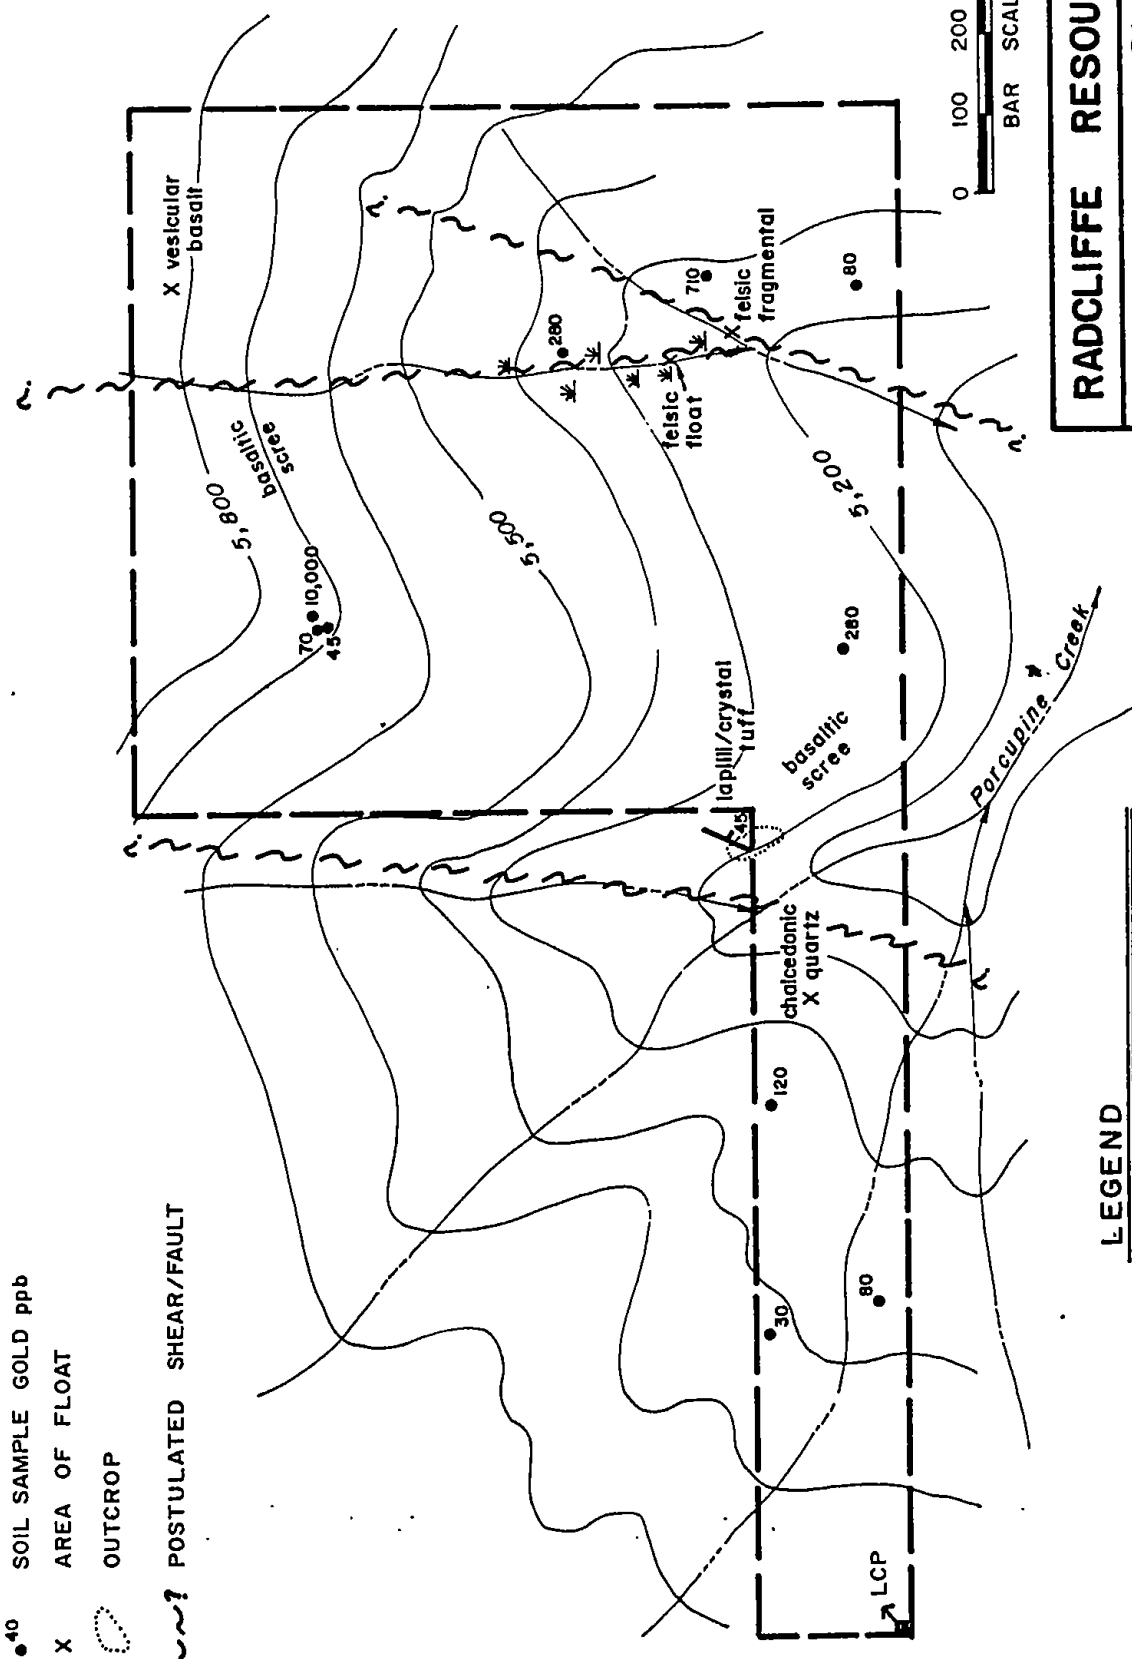 40 SOIL SAMPLE GOLD ppb
X AREA OF FLOAT
OUTCROP
~~? POSTULATED SHEAR/FAULT
X vesicular
basalt
5,800
basaltic
scree
70
10,000
45
5,500
280
felsic
float
710
X felsic
fragmental
80
5,200
280
lapilli/crystal
tuff
basaltic
scree
45
chalcedonic
X quartz
Porcupine Creek
120
30
80
LCP
0 100 200
BAR SCAL
RADCLIFFE RESOU
LEGEND